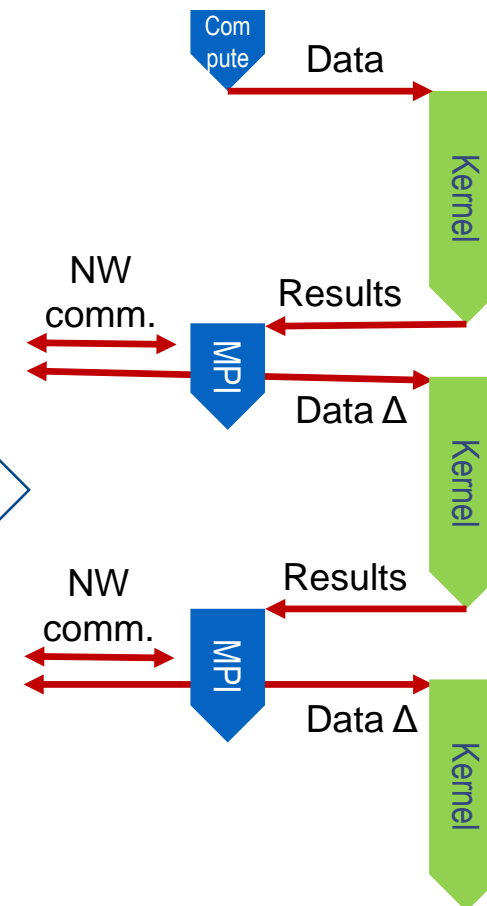 Com
pute
Data
Kernel
NW
comm.
Results
MPI
Data Δ
Kernel
NW
comm.
Results
MPI
Data Δ
Kernel